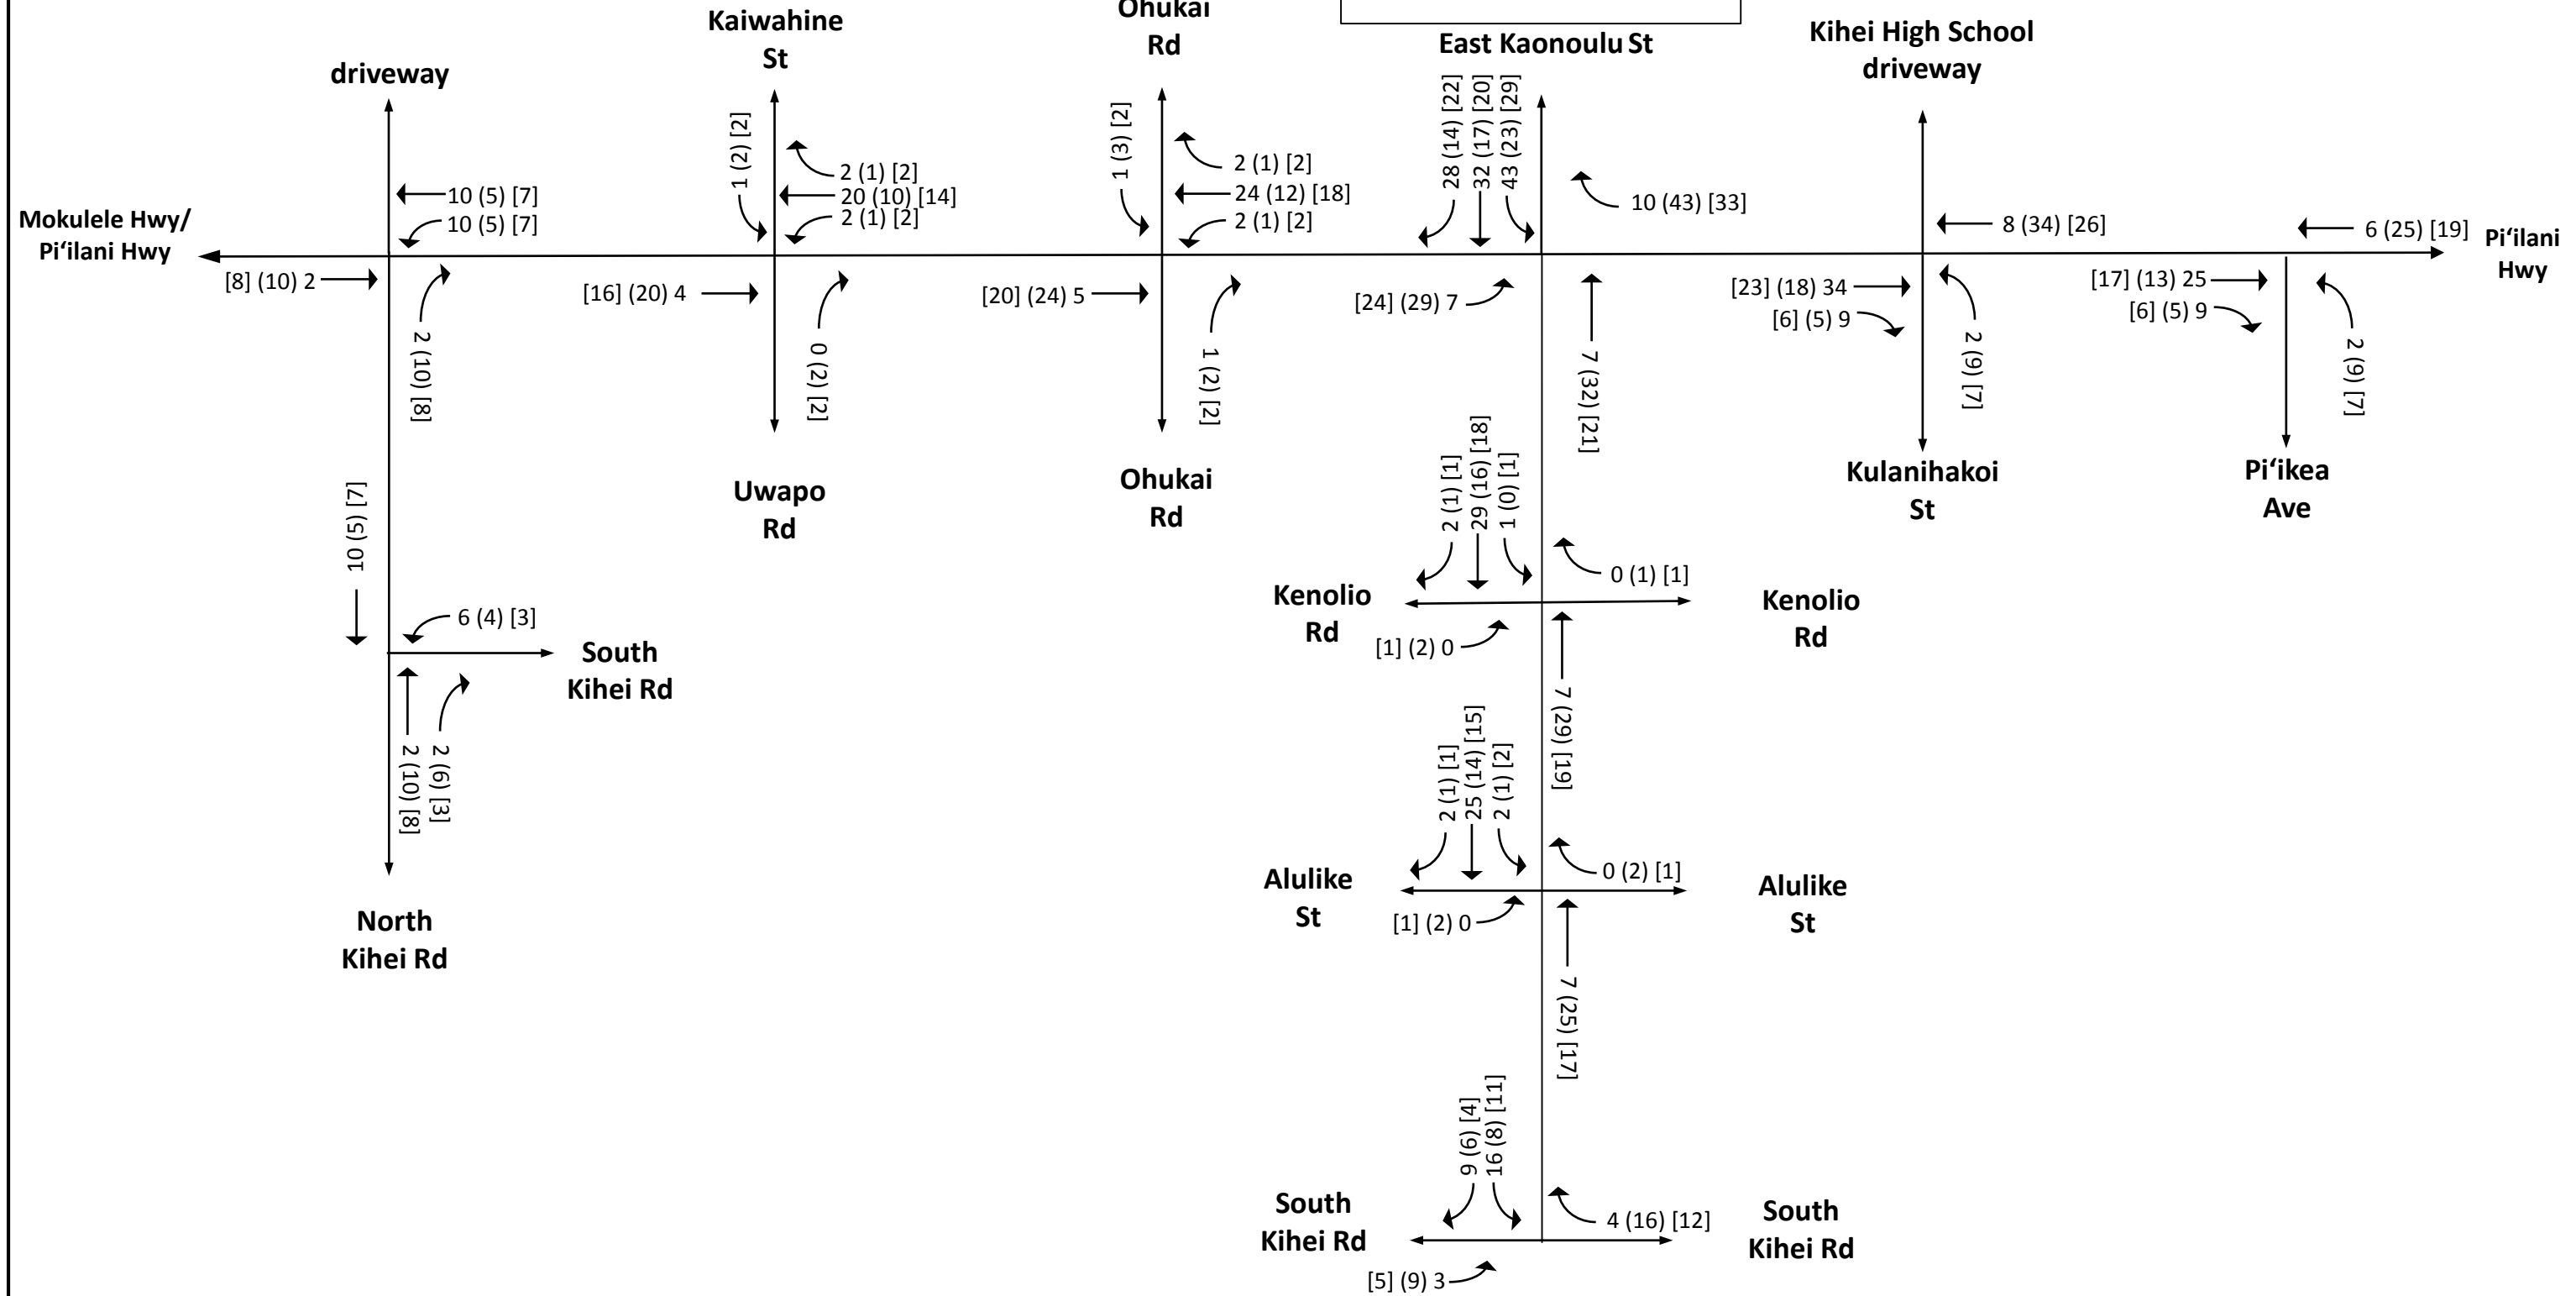 Kaiwahine
St
Ohukai
Rd
East Kaonoulu St
Kihei High School
driveway
driveway
28 (14) [22]
32 (17) [20]
43 (23) [29]
1 (2) [2]
1 (3) [2]
2 (1) [2]
20 (10) [14]
2 (1) [2]
2 (1) [2]
24 (12) [18]
2 (1) [2]
10 (43) [33]
10 (5) [7]
10 (5) [7]
8 (34) [26]
6 (25) [19]
Mokulele Hwy/
Pi‘ilani Hwy
Pi‘ilani
Hwy
[8] (10) 2
[16] (20) 4
[20] (24) 5
[24] (29) 7
[23] (18) 34
[6] (5) 9
[17] (13) 25
[6] (5) 9
2 (10) [8]
0 (2) [2]
1 (2) [2]
7 (32) [21]
2 (9) [7]
2 (9) [7]
Uwapo
Rd
Ohukai
Rd
Kulanihakoi
St
Pi‘ikea
Ave
10 (5) [7]
2 (1) [1]
29 (16) [18]
1 (0) [1]
0 (1) [1]
Kenolio
Rd
Kenolio
Rd
[1] (2) 0
7 (29) [19]
6 (4) [3]
South
Kihei Rd
2 (10) [8]
2 (6) [3]
2 (1) [1]
25 (14) [15]
2 (1) [2]
0 (2) [1]
Alulike
St
Alulike
St
[1] (2) 0
7 (25) [17]
North
Kihei Rd
9 (6) [4]
16 (8) [11]
4 (16) [12]
South
Kihei Rd
South
Kihei Rd
[5] (9) 3